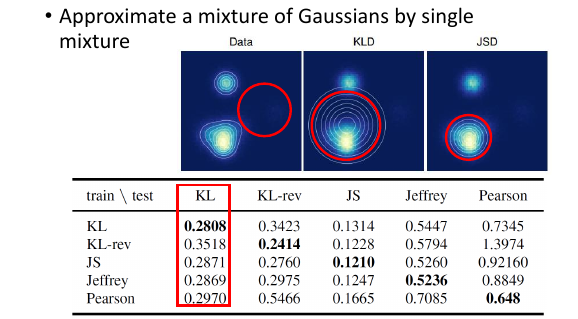 • Approximate a mixture of Gaussians by single
mixture
Data KLD JSD
train \ test KL KL-rev JS Jeffrey Pearson
KL 0.2808 0.3423 0.1314 0.5447 0.7345
KL-rev 0.3518 0.2414 0.1228 0.5794 1.3974
JS 0.2871 0.2760 0.1210 0.5260 0.92160
Jeffrey 0.2869 0.2975 0.1247 0.5236 0.8849
Pearson 0.2970 0.5466 0.1665 0.7085 0.648